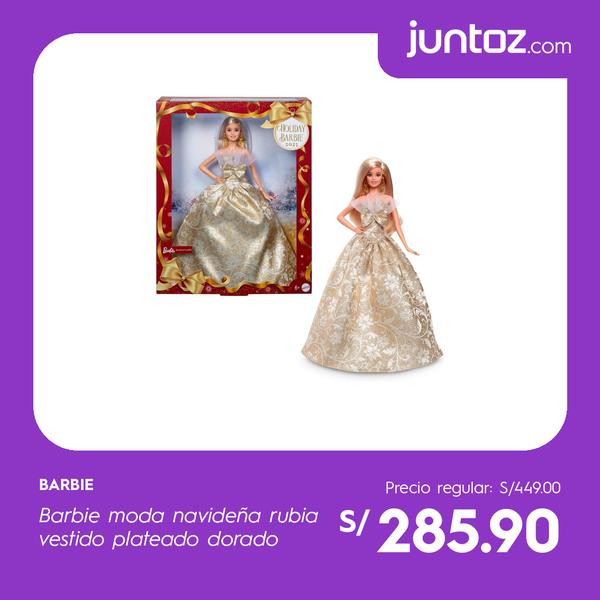 juntoz.com
HOLIDAY
BARBIE
Barbie
BARBIE
Precio regular: S/449.00
Barbie moda navideña rubia
vestido plateado dorado
S/ 285.90